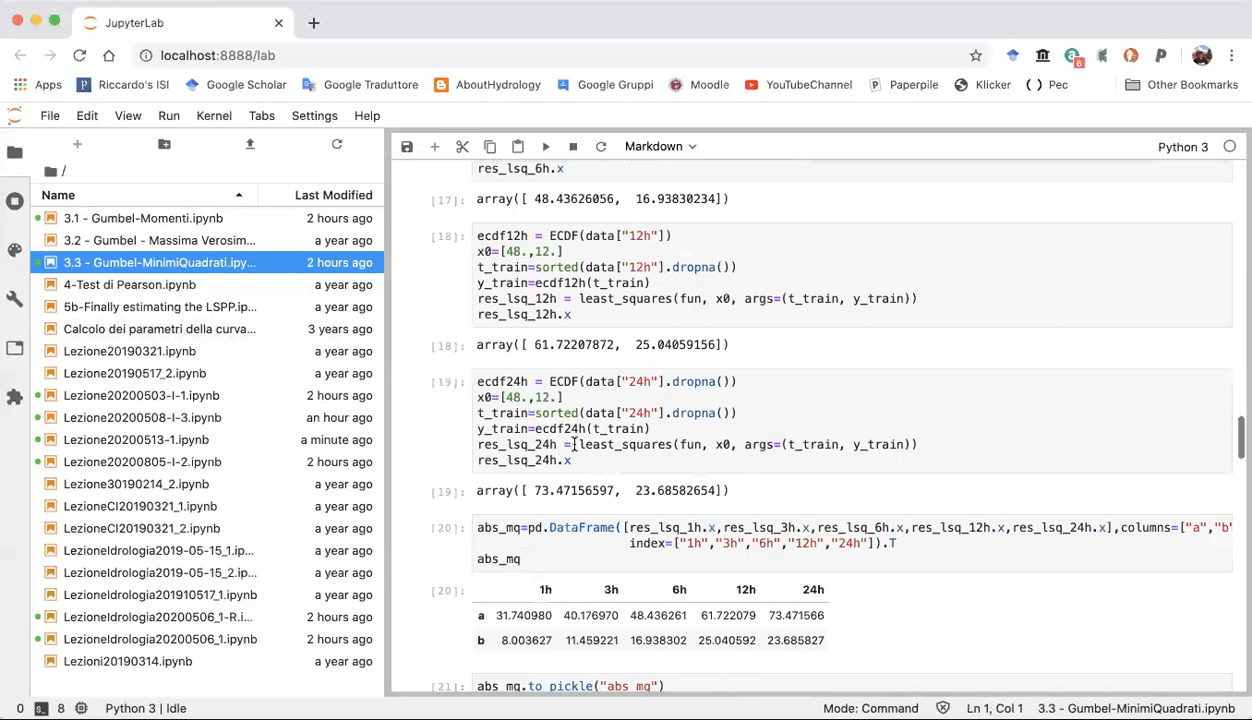 JupyterLab
localhost:8888/lab
6
Apps Riccardo's ISI Google Scholar Google Traduttore AboutHydrology Google Gruppi Moodle YouTubeChannel Paperpile Klicker Pec Other Bookmarks
File Edit View Run Kernel Tabs Settings Help
Markdown
Python 3
/
Name Last Modified
3.1 - Gumbel-Momenti.ipynb 2 hours ago
3.2 - Gumbel - Massima Verosim... a year ago
3.3 - Gumbel-MinimiQuadrati.ipy... 2 hours ago
4-Test di Pearson.ipynb a year ago
5b-Finally estimating the LSPP.ip... a year ago
Calcolo dei parametri della curva... 3 years ago
Lezione20190321.ipynb a year ago
Lezione20190517_2.ipynb a year ago
Lezione20200503-I-1.ipynb 2 hours ago
Lezione20200508-I-3.ipynb an hour ago
Lezione20200513-1.ipynb a minute ago
Lezione20200805-I-2.ipynb 2 hours ago
Lezione30190214_2.ipynb a year ago
LezioneCI20190321_1.ipynb a year ago
LezioneCI20190321_2.ipynb a year ago
LezioneIdrologia2019-05-15_1.ip... a year ago
LezioneIdrologia2019-05-15_2.ip... a year ago
LezioneIdrologia201910517_1.ipynb a year ago
LezioneIdrologia20200506_1-R.i... 2 hours ago
LezioneIdrologia20200506_1.ipynb 2 hours ago
Lezioni20190314.ipynb a year ago
res_lsq_6h.x
[17]: array([ 48.43626056, 16.93830234])
[18]: ecdf12h = ECDF(data["12h"])
x0=[48.,12.]
t_train=sorted(data["12h"].dropna())
y_train=ecdf12h(t_train)
res_lsq_12h = least_squares(fun, x0, args=(t_train, y_train))
res_lsq_12h.x
[18]: array([ 61.72207872, 25.04059156])
[19]: ecdf24h = ECDF(data["24h"].dropna())
x0=[48.,12.]
t_train=sorted(data["24h"].dropna())
y_train=ecdf24h(t_train)
res_lsq_24h = least_squares(fun, x0, args=(t_train, y_train))
res_lsq_24h.x
[19]: array([ 73.47156597, 23.68582654])
[20]: abs_mq=pd.DataFrame([res_lsq_1h.x,res_lsq_3h.x,res_lsq_6h.x,res_lsq_12h.x,res_lsq_24h.x],columns=["a","b"
index=["1h","3h","6h","12h","24h"]).T
abs_mq
[20]: 1h 3h 6h 12h 24h
a 31.740980 40.176970 48.436261 61.722079 73.471566
b 8.003627 11.459221 16.938302 25.040592 23.685827
[21]: abs_mq.to_pickle("abs_mq")
0 8 Python 3 | Idle Mode: Command Ln 1, Col 1 3.3 - Gumbel-MinimiQuadrati.ipynb